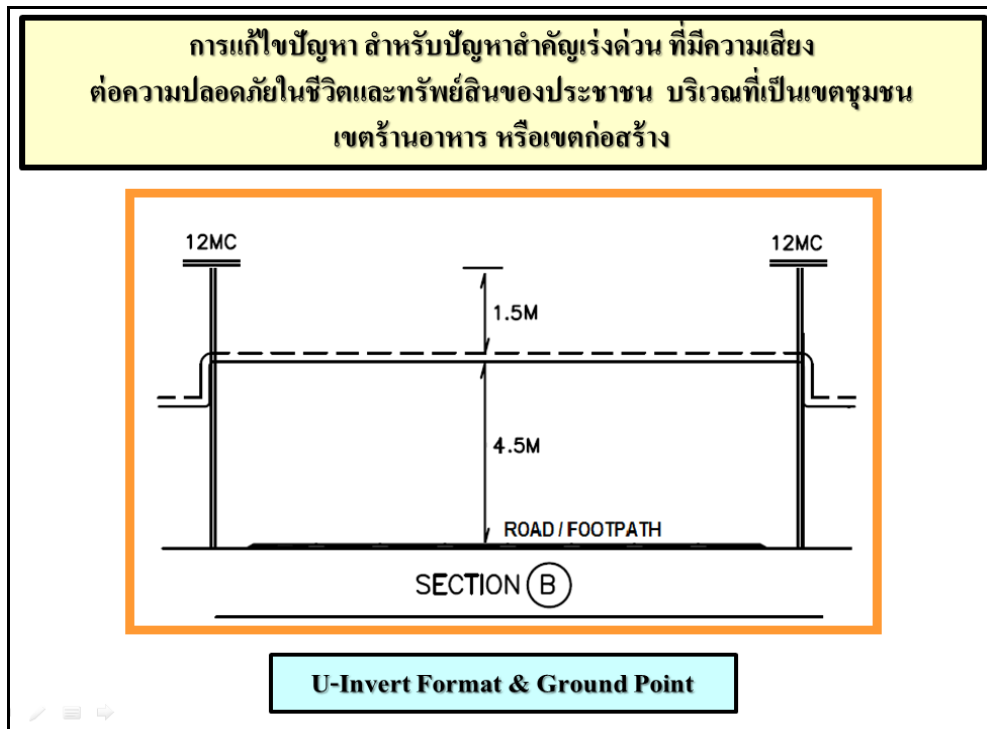 การแก้ไขปัญหา สำหรับปัญหาสำคัญเร่งด่วน ที่มีความเสียง
ต่อความปลอดภัยในชีวิตและทรัพย์สินของประชาชน บริเวณที่เป็นเขตชุมชน
เขตร้านอาหาร หรือเขตก่อสร้าง
12MC
12MC
1.5M
4.5M
ROAD / FOOTPATH
SECTION B
U-Invert Format & Ground Point